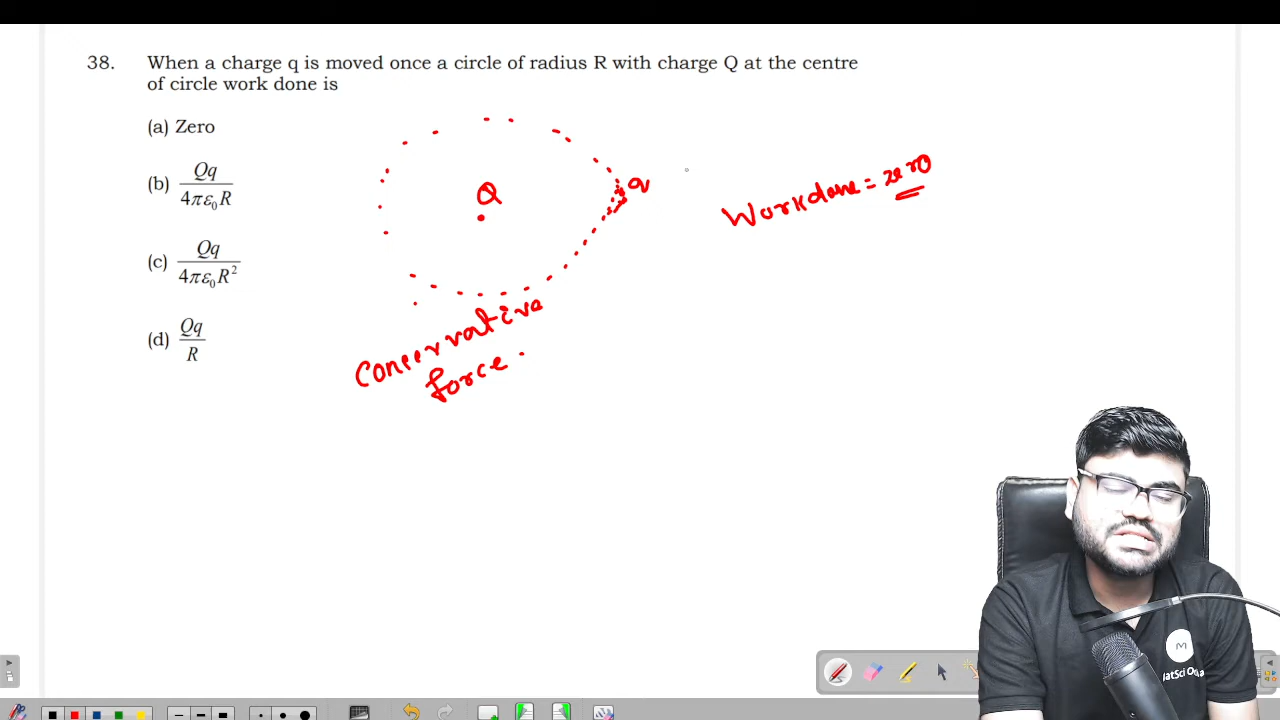 38. When a charge q is moved once a circle of radius R with charge Q at the centre
of circle work done is
(a) Zero
(b) Qq / 4πε₀R
(c) Qq / 4πε₀R²
(d) Qq / R
Q
q
Workdone = zero
Conservative
force.
M